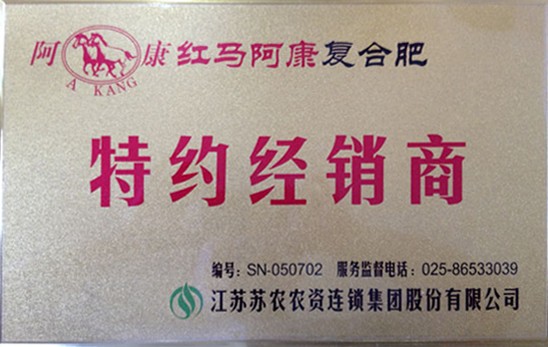 阿康 红马阿康复合肥
A KANG
特约经销商
编号：SN-050702 服务监督电话：025-86533039
江苏苏农农资连锁集团股份有限公司